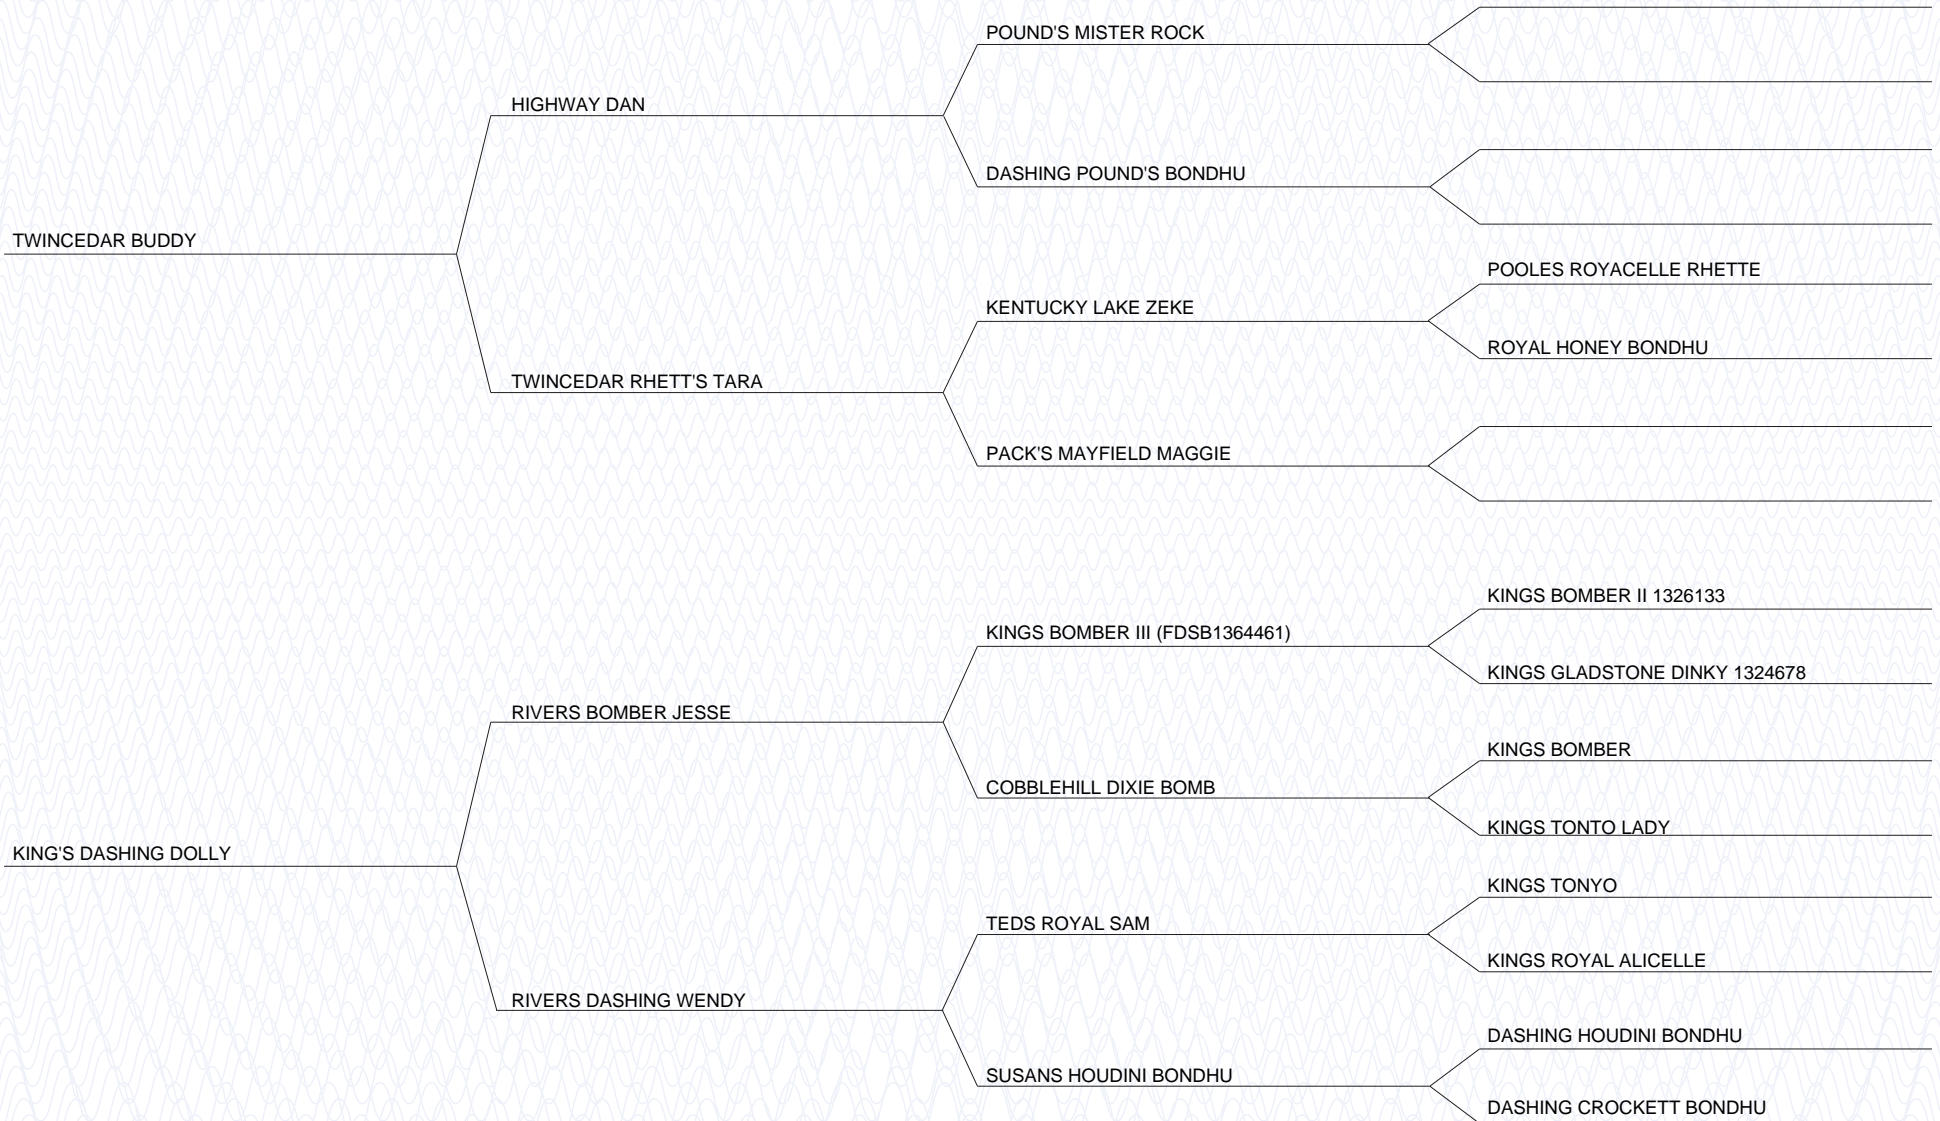 POUND'S MISTER ROCK
HIGHWAY DAN
DASHING POUND'S BONDHU
TWINCEDAR BUDDY
POOLES ROYACELLE RHETTE
KENTUCKY LAKE ZEKE
ROYAL HONEY BONDHU
TWINCEDAR RHETT'S TARA
PACK'S MAYFIELD MAGGIE
KINGS BOMBER II 1326133
KINGS BOMBER III (FDSB1364461)
KINGS GLADSTONE DINKY 1324678
RIVERS BOMBER JESSE
KINGS BOMBER
COBBLEHILL DIXIE BOMB
KINGS TONTO LADY
KING'S DASHING DOLLY
KINGS TONYO
TEDS ROYAL SAM
KINGS ROYAL ALICELLE
RIVERS DASHING WENDY
DASHING HOUDINI BONDHU
SUSANS HOUDINI BONDHU
DASHING CROCKETT BONDHU